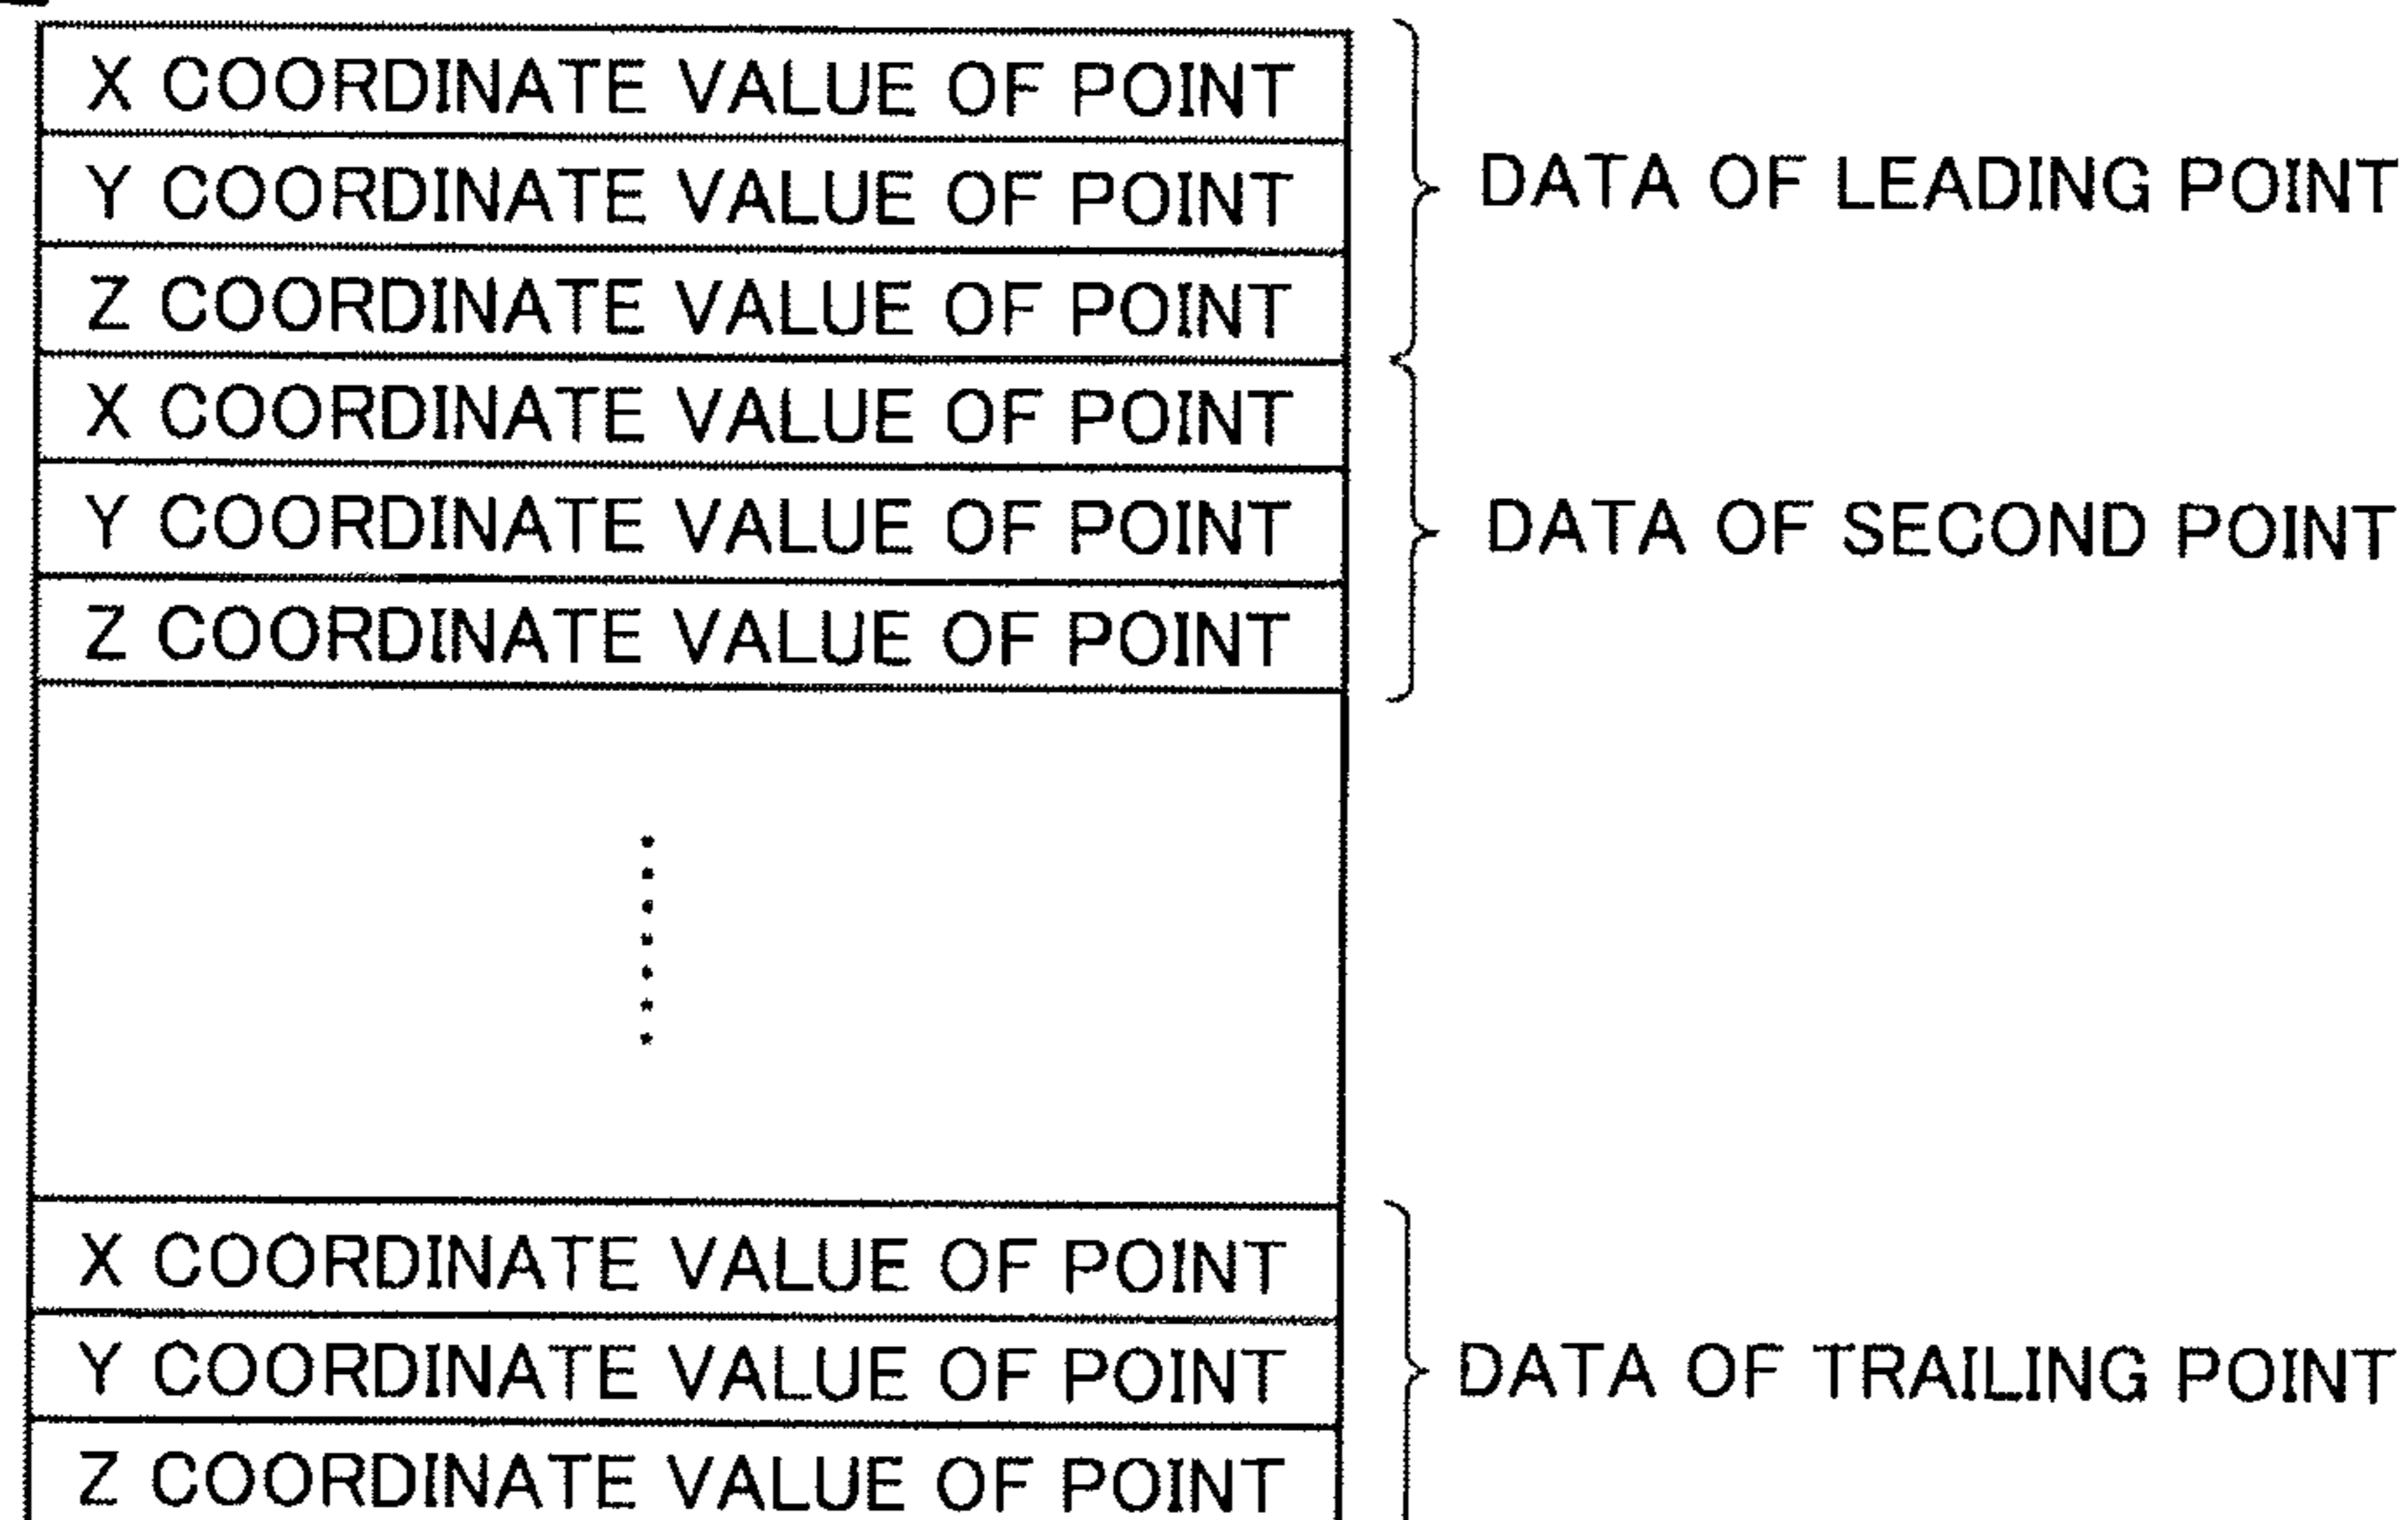 X COORDINATE VALUE OF POINT
Y COORDINATE VALUE OF POINT
Z COORDINATE VALUE OF POINT
DATA OF LEADING POINT
X COORDINATE VALUE OF POINT
Y COORDINATE VALUE OF POINT
Z COORDINATE VALUE OF POINT
DATA OF SECOND POINT
X COORDINATE VALUE OF POINT
Y COORDINATE VALUE OF POINT
Z COORDINATE VALUE OF POINT
DATA OF TRAILING POINT